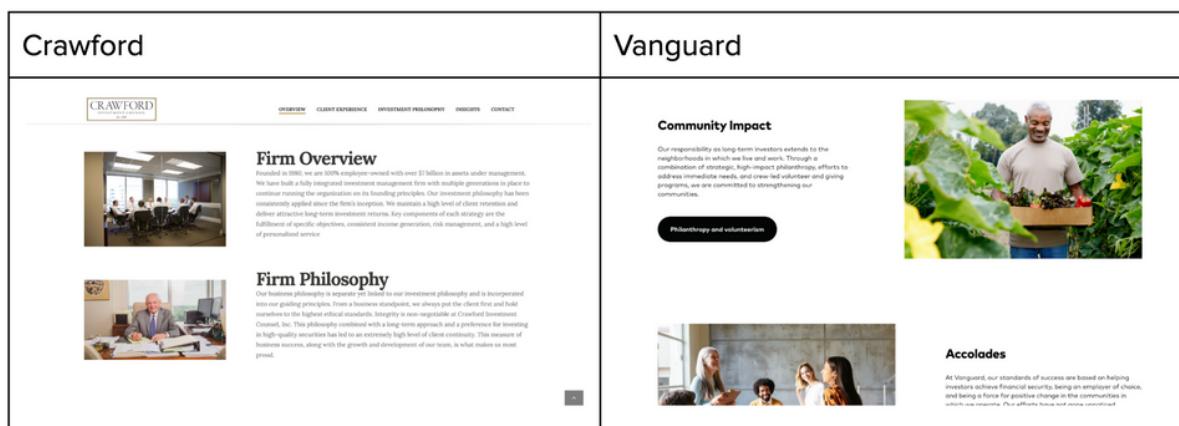 Crawford
Vanguard
CRAWFORD
INVESTMENT COUNSEL
OVERVIEW CLIENT EXPERIENCE INVESTMENT PHILOSOPHY INSIGHTS CONTACT
Firm Overview
Founded in 1980, we are 100% employee-owned with over $7 billion in assets under management.
We have built a fully integrated investment management firm with multiple generations in place to
continue running the organization on its founding principles. Our investment philosophy has been
consistently applied since the firm's inception. We maintain a high level of client retention and
deliver attractive long-term investment returns. Key components of each strategy are the
fulfillment of specific objectives, consistent income generation, risk management, and a high level
of personalized service
Firm Philosophy
Our business philosophy is separate yet linked to our investment philosophy and is incorporated
into our guiding principles. From a business standpoint, we always put the client first and hold
ourselves to the highest ethical standards. Integrity is non-negotiable at Crawford Investment
Counsel, Inc. This philosophy combined with a long-term approach and a preference for investing
in high-quality securities has led to an extremely high level of client continuity. This measure of
business success, along with the growth and development of our team, is what makes us most
proud.
Community Impact
Our responsibility as long-term investors extends to the
neighborhoods in which we live and work. Through a
combination of strategic, high-impact philanthropy, efforts to
address immediate needs, and crew-led volunteer and giving
programs, we are committed to strengthening our
communities.
Philanthropy and volunteerism
Accolades
At Vanguard, our standards of success are based on helping
investors achieve financial security, being an employer of choice,
and being a force for positive change in the communities in
which we operate. Our efforts have not gone unnoticed